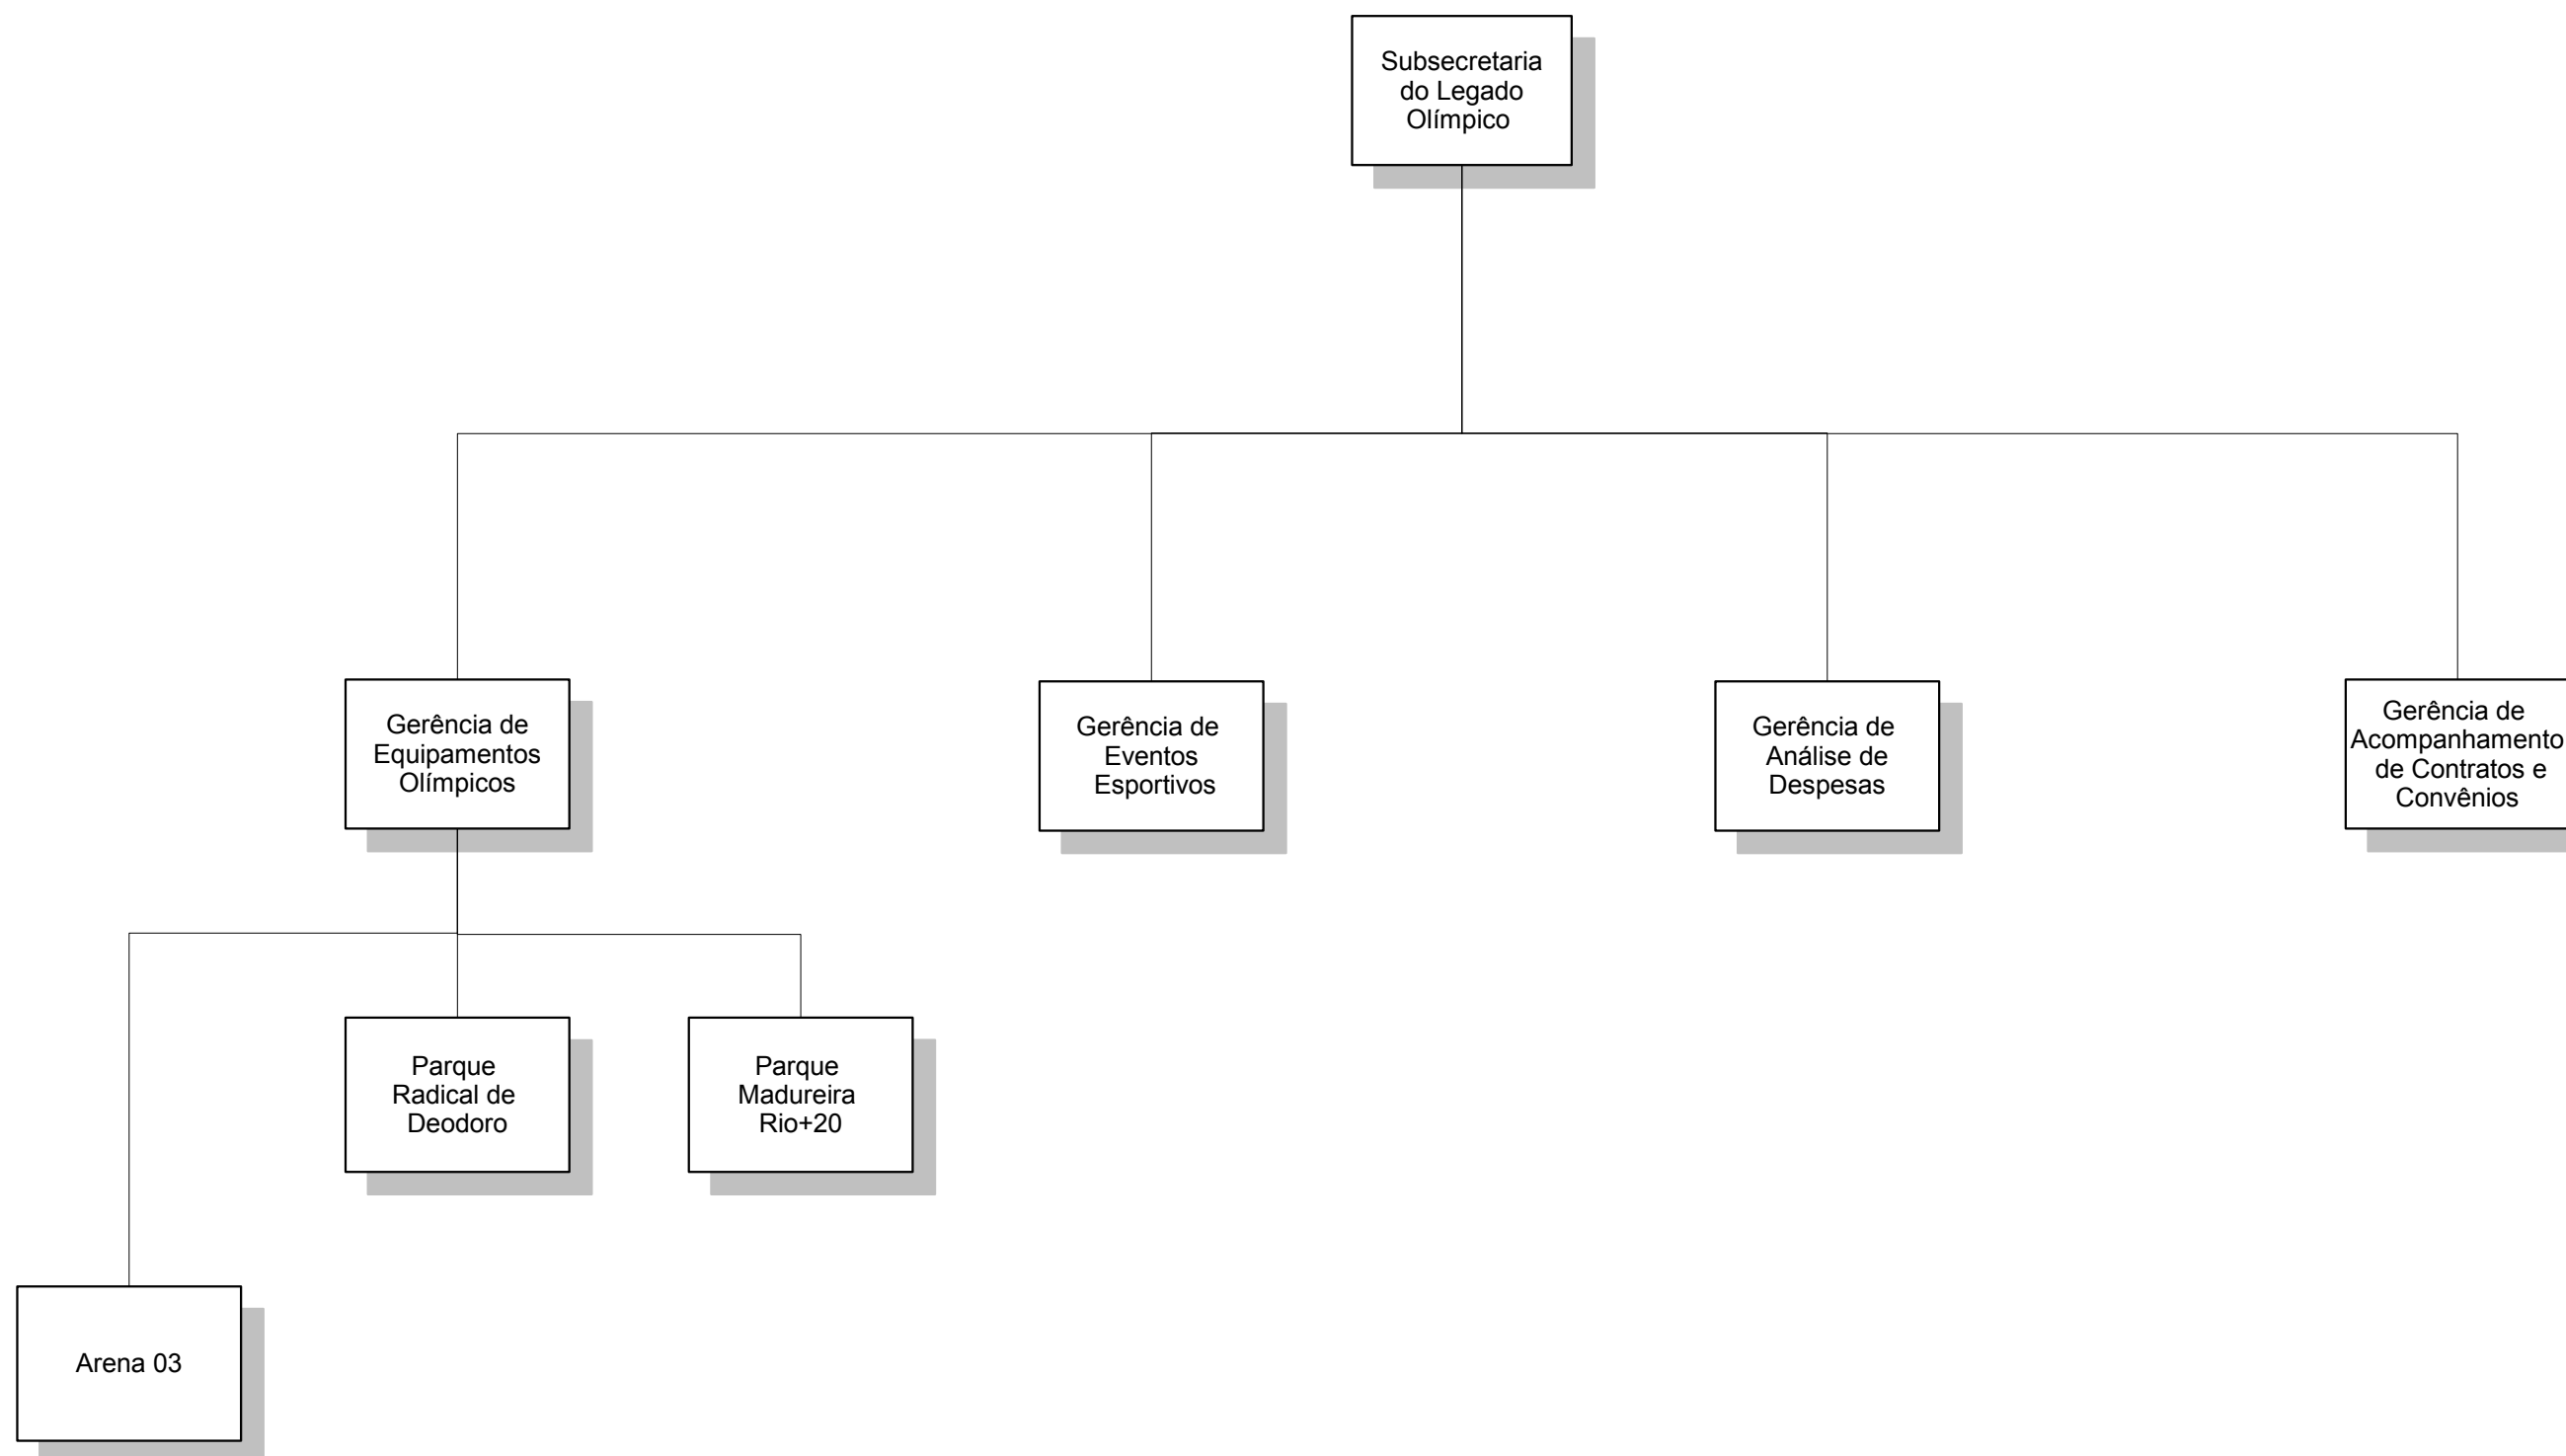 Subsecretaria
do Legado
Olímpico
Gerência de
Equipamentos
Olímpicos
Gerência de
Eventos
Esportivos
Gerência de
Análise de
Despesas
Gerência de
Acompanhamento
de Contratos e
Convênios
Parque
Radical de
Deodoro
Parque
Madureira
Rio+20
Arena 03